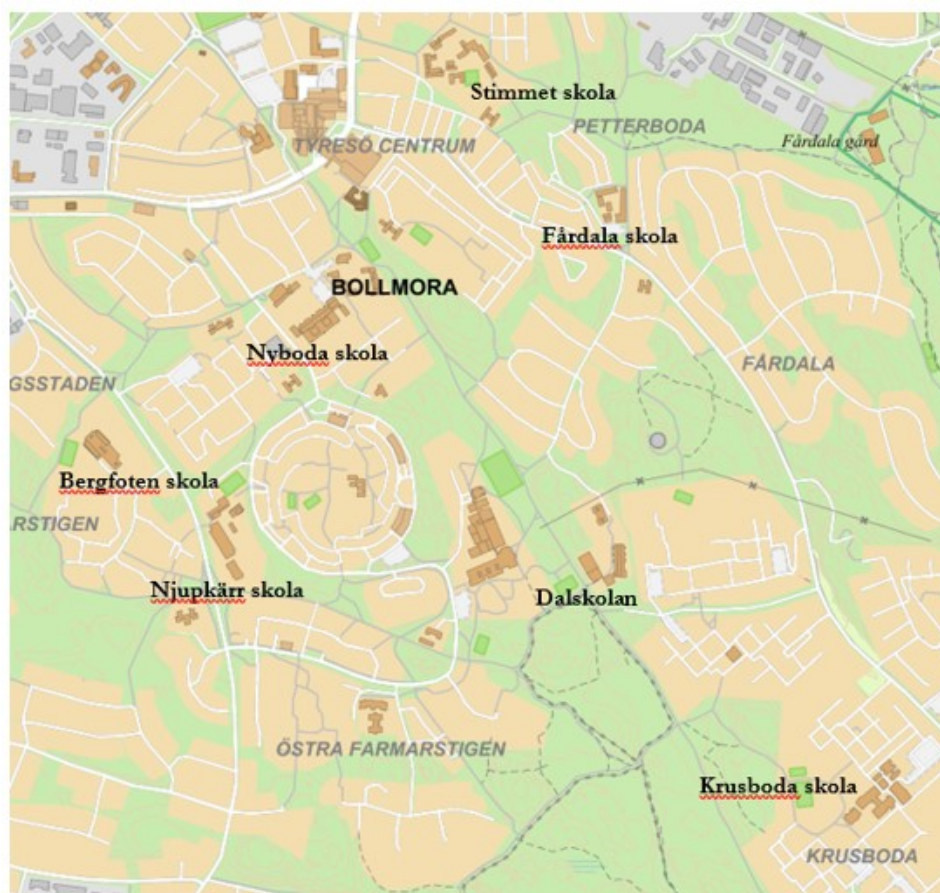 Stimmet skola
PETTERBODA
TYRESÖ CENTRUM
Fårdala gård
Fårdala skola
BOLLMORA
Nyboda skola
FÅRDALA
GSSTADEN
Bergfoten skola
ARSTIGEN
Njupkärr skola
Dalskolan
ÖSTRA FARMARSTIGEN
Krusboda skola
KRUSBODA